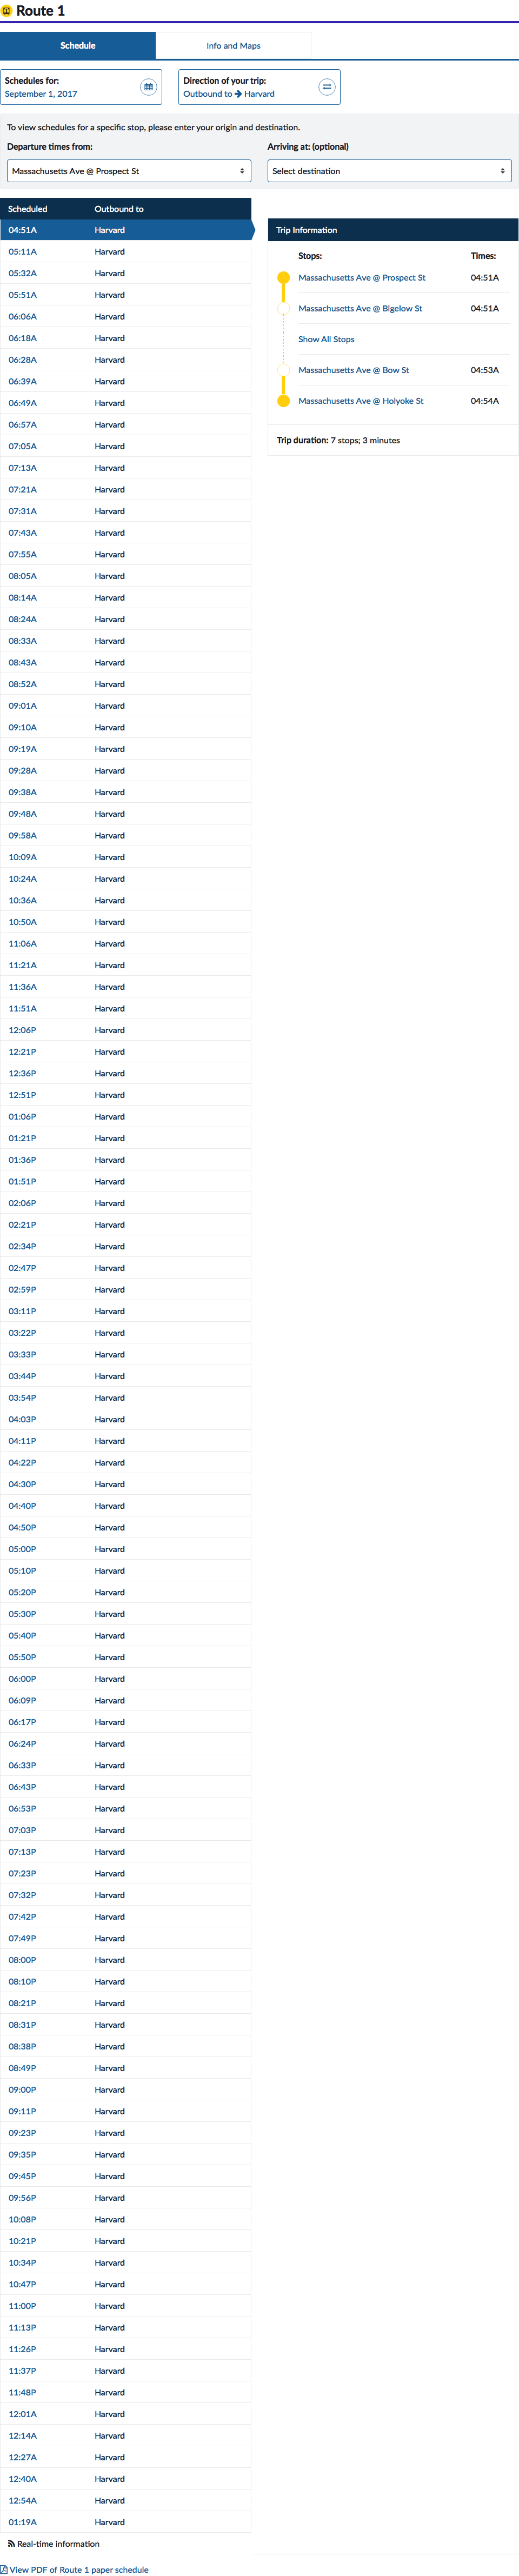 Route 1
Schedule Info and Maps
Schedules for: Direction of your trip:
September 1, 2017 Outbound to → Harvard
To view schedules for a specific stop, please enter your origin and destination.
Departure times from: Arriving at: (optional)
Massachusetts Ave @ Prospect St Select destination
Scheduled Outbound to
04:51A Harvard
05:11A Harvard
05:32A Harvard
05:51A Harvard
06:06A Harvard
06:18A Harvard
06:28A Harvard
06:39A Harvard
06:49A Harvard
06:57A Harvard
07:05A Harvard
07:13A Harvard
07:21A Harvard
07:31A Harvard
07:43A Harvard
07:55A Harvard
08:05A Harvard
08:14A Harvard
08:24A Harvard
08:33A Harvard
08:43A Harvard
08:52A Harvard
09:01A Harvard
09:10A Harvard
09:19A Harvard
09:28A Harvard
09:38A Harvard
09:48A Harvard
09:58A Harvard
10:09A Harvard
10:24A Harvard
10:36A Harvard
10:50A Harvard
11:06A Harvard
11:21A Harvard
11:36A Harvard
11:51A Harvard
12:06P Harvard
12:21P Harvard
12:36P Harvard
12:51P Harvard
01:06P Harvard
01:21P Harvard
01:36P Harvard
01:51P Harvard
02:06P Harvard
02:21P Harvard
02:34P Harvard
02:47P Harvard
02:59P Harvard
03:11P Harvard
03:22P Harvard
03:33P Harvard
03:44P Harvard
03:54P Harvard
04:03P Harvard
04:11P Harvard
04:22P Harvard
04:30P Harvard
04:40P Harvard
04:50P Harvard
05:00P Harvard
05:10P Harvard
05:20P Harvard
05:30P Harvard
05:40P Harvard
05:50P Harvard
06:00P Harvard
06:09P Harvard
06:17P Harvard
06:24P Harvard
06:33P Harvard
06:43P Harvard
06:53P Harvard
07:03P Harvard
07:13P Harvard
07:23P Harvard
07:32P Harvard
07:42P Harvard
07:49P Harvard
08:00P Harvard
08:10P Harvard
08:21P Harvard
08:31P Harvard
08:38P Harvard
08:49P Harvard
09:00P Harvard
09:11P Harvard
09:23P Harvard
09:35P Harvard
09:45P Harvard
09:56P Harvard
10:08P Harvard
10:21P Harvard
10:34P Harvard
10:47P Harvard
11:00P Harvard
11:13P Harvard
11:26P Harvard
11:37P Harvard
11:48P Harvard
12:01A Harvard
12:14A Harvard
12:27A Harvard
12:40A Harvard
12:54A Harvard
01:19A Harvard
Real-time information
View PDF of Route 1 paper schedule
Trip Information
Stops: Times:
Massachusetts Ave @ Prospect St 04:51A
Massachusetts Ave @ Bigelow St 04:51A
Show All Stops
Massachusetts Ave @ Bow St 04:53A
Massachusetts Ave @ Holyoke St 04:54A
Trip duration: 7 stops; 3 minutes